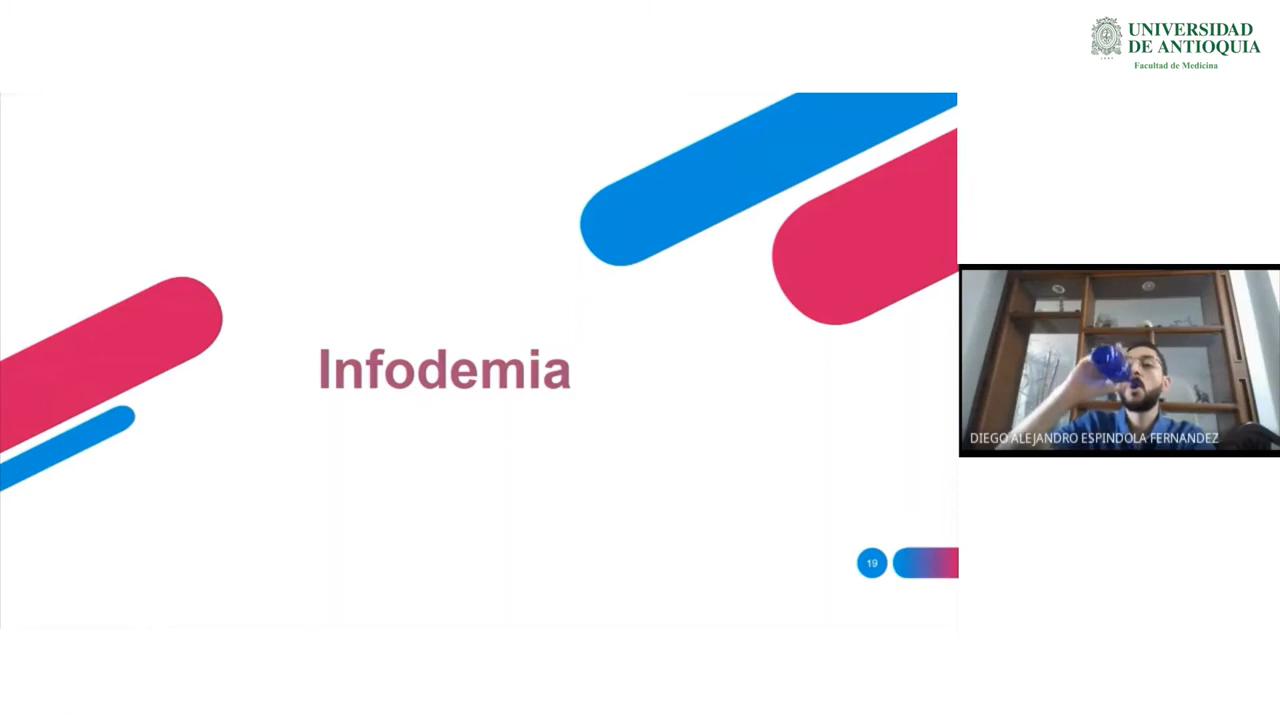 UNIVERSIDAD
DE ANTIOQUIA
Facultad de Medicina
Infodemia
DIEGO ALEJANDRO ESPINDOLA FERNANDEZ
19